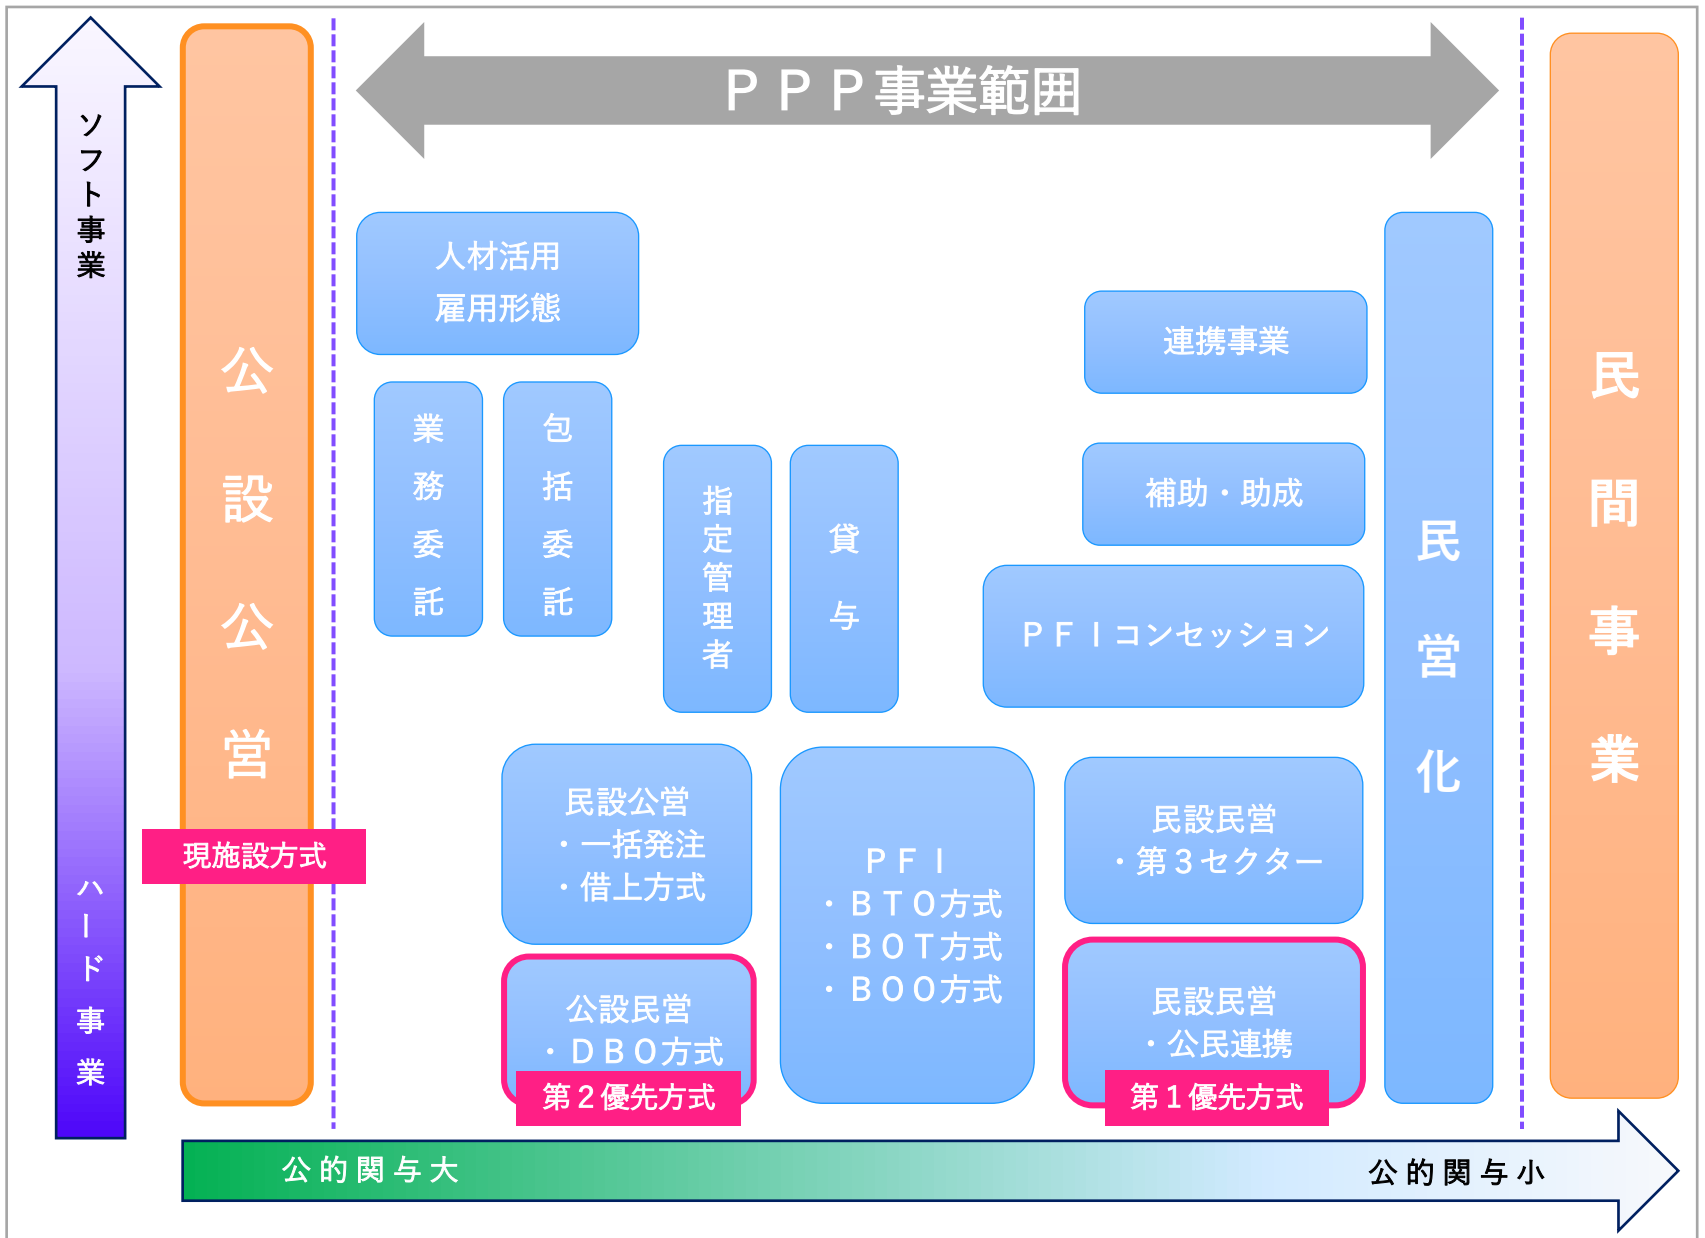 ＰＰＰ事業範囲
ソフト事業
ハード事業
公設公営
現施設方式
人材活用
雇用形態
業務委託
包括委託
指定管理者
貸与
連携事業
補助・助成
ＰＦＩコンセッション
民設公営
・一括発注
・借上方式
公設民営
・ＤＢＯ方式
第２優先方式
ＰＦＩ
・ＢＴＯ方式
・ＢＯＴ方式
・ＢＯＯ方式
民設民営
・第３セクター
民設民営
・公民連携
第１優先方式
民営化
民間事業
公的関与大
公的関与小